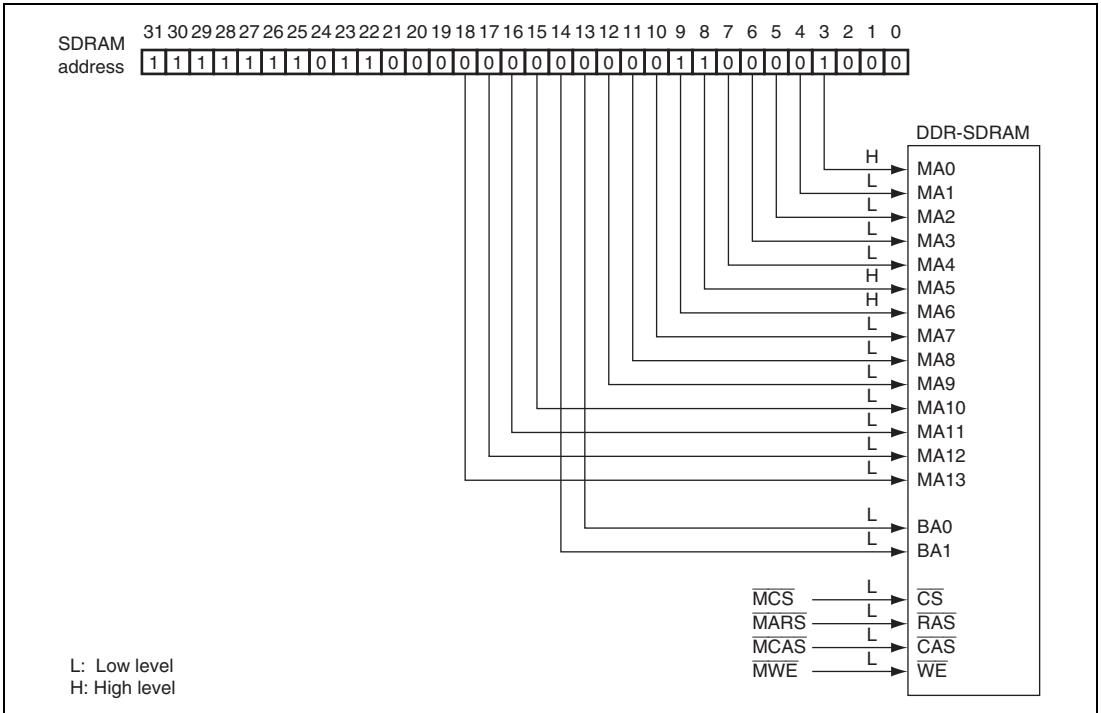 SDRAM address
31 30 29 28 27 26 25 24 23 22 21 20 19 18 17 16 15 14 13 12 11 10 9 8 7 6 5 4 3 2 1 0
1 1 1 1 1 1 1 0 1 1 0 0 0 0 0 0 0 0 0 0 0 0 1 1 0 0 0 0 1 0 0 0
DDR-SDRAM
H MA0
L MA1
L MA2
L MA3
L MA4
H MA5
H MA6
L MA7
L MA8
L MA9
L MA10
L MA11
L MA12
L MA13
L BA0
L BA1
MCS L CS
MARS L RAS
MCAS L CAS
MWE L WE
L: Low level
H: High level